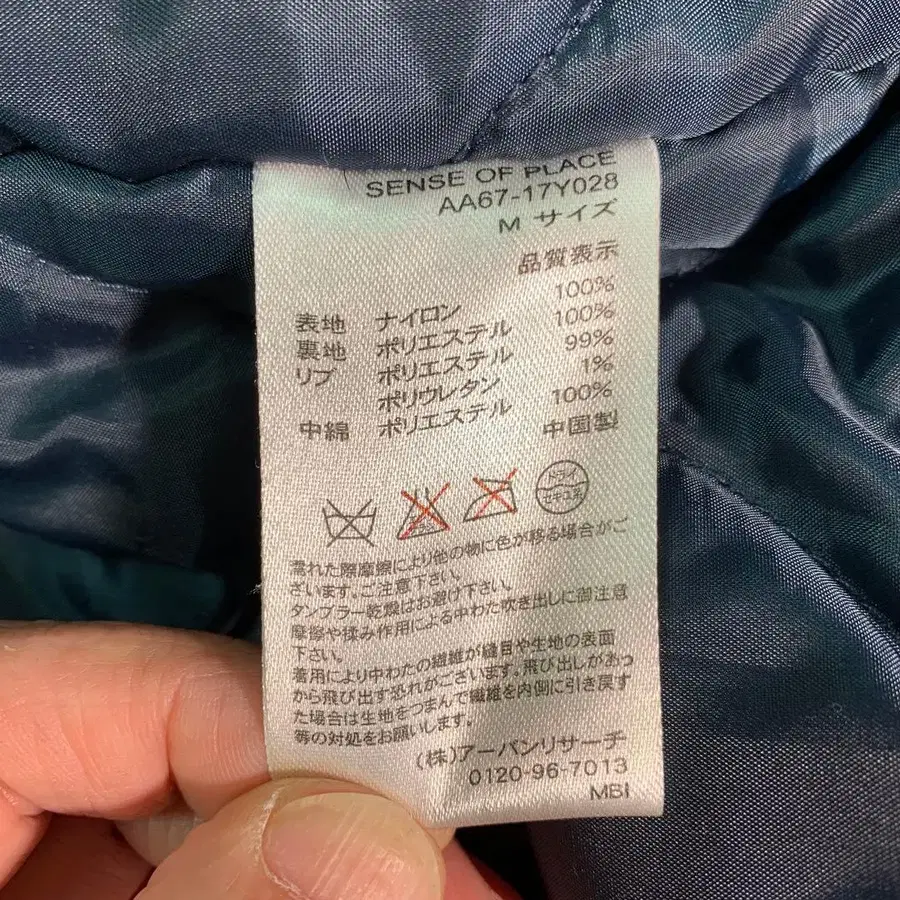 SENSE OF PLACE
AA67-17Y028
M サイズ
品質表示
表地 ナイロン 100%
裏地 ポリエステル 100%
リブ ポリエステル 99%
ポリウレタン 1%
中綿 ポリエステル 100%
中国製
ドライ
セキユ系
濡れた際摩擦により他の物に色が移る場合がご
ざいます。ご注意下さい。
タンブラー乾燥はお避け下さい。
摩擦や揉み作用による中わた吹き出しに御注意
下さい。
着用により中わたの繊維が縫目や生地の表面
から飛び出す恐れがございます。飛び出しがあっ
た場合は生地をつまんで繊維を内側に引き戻す
等の対処をお願いします。
(株)アーバンリサーチ
0120-96-7013
MBI